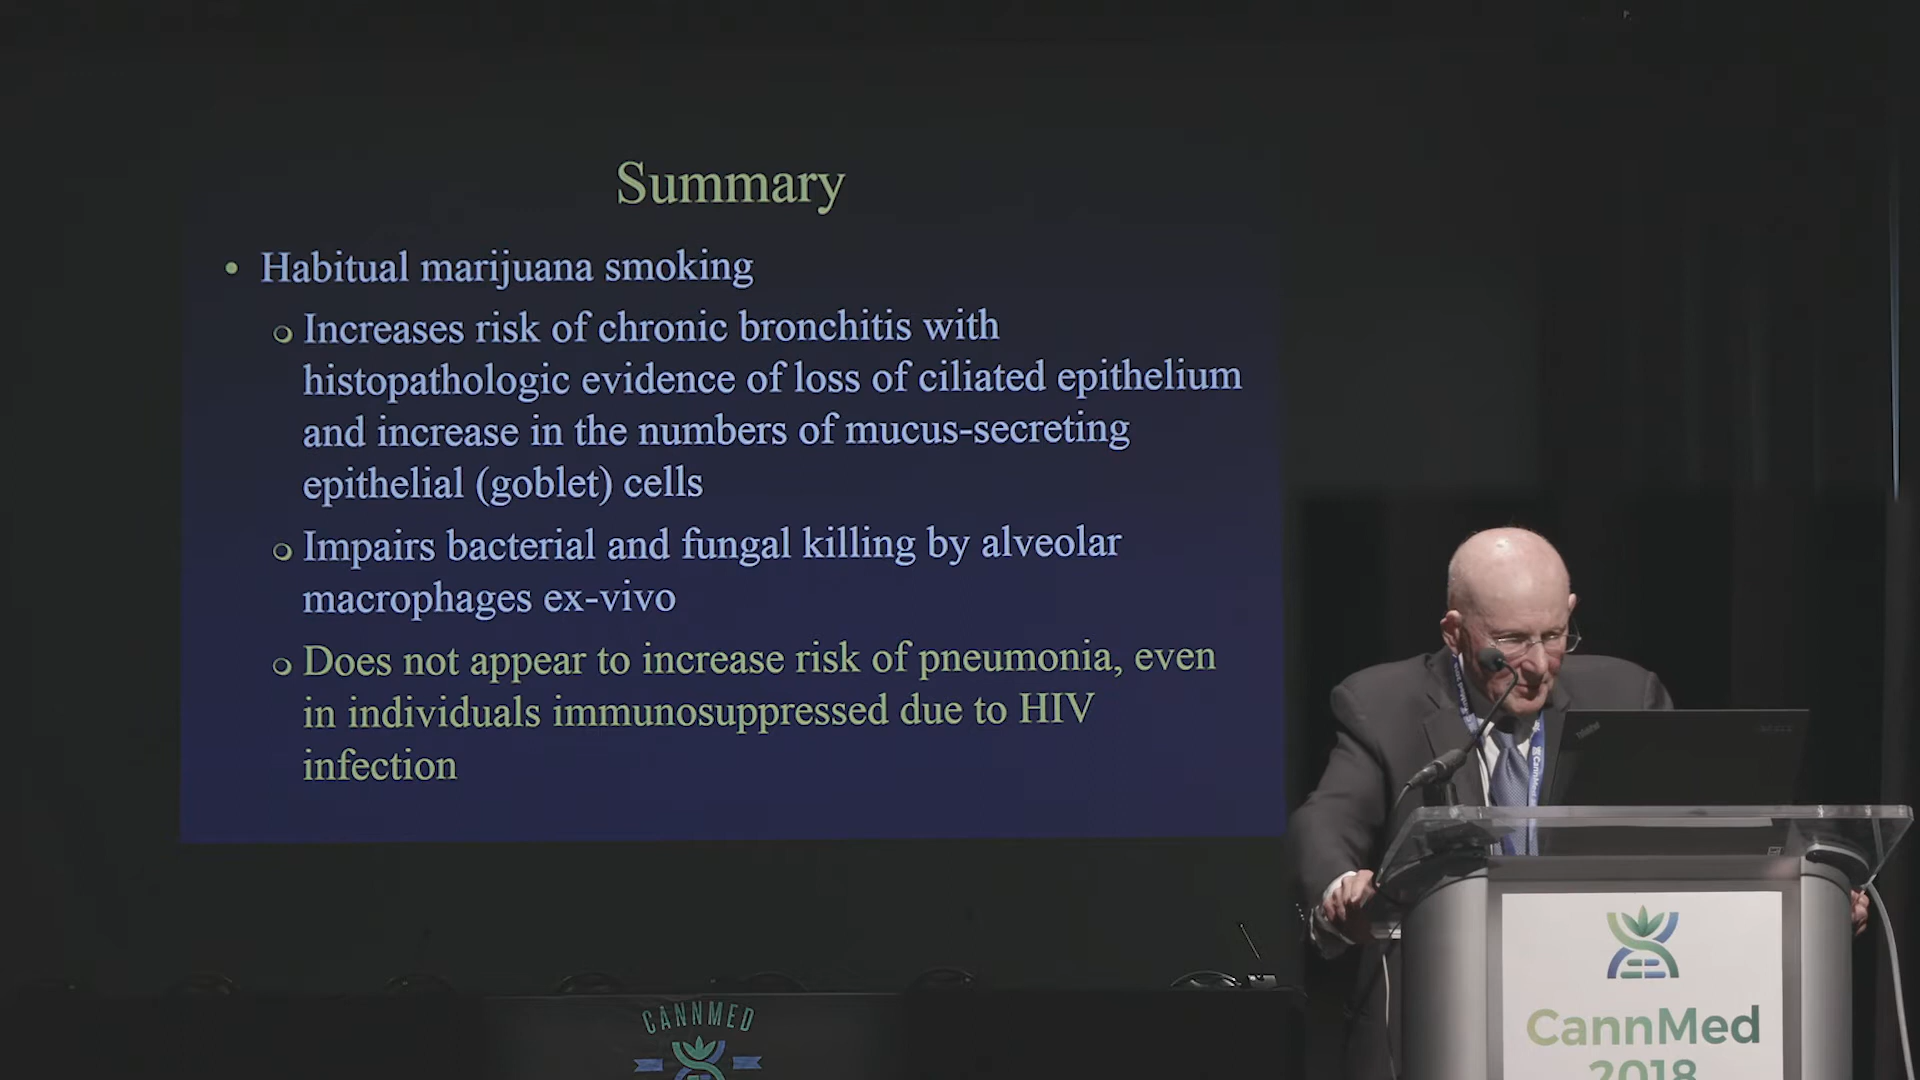 Summary
• Habitual marijuana smoking
o Increases risk of chronic bronchitis with
histopathologic evidence of loss of ciliated epithelium
and increase in the numbers of mucus-secreting
epithelial (goblet) cells
o Impairs bacterial and fungal killing by alveolar
macrophages ex-vivo
o Does not appear to increase risk of pneumonia, even
in individuals immunosuppressed due to HIV
infection
ThinkPad
CannMed
CannMed
2018
CANNMED